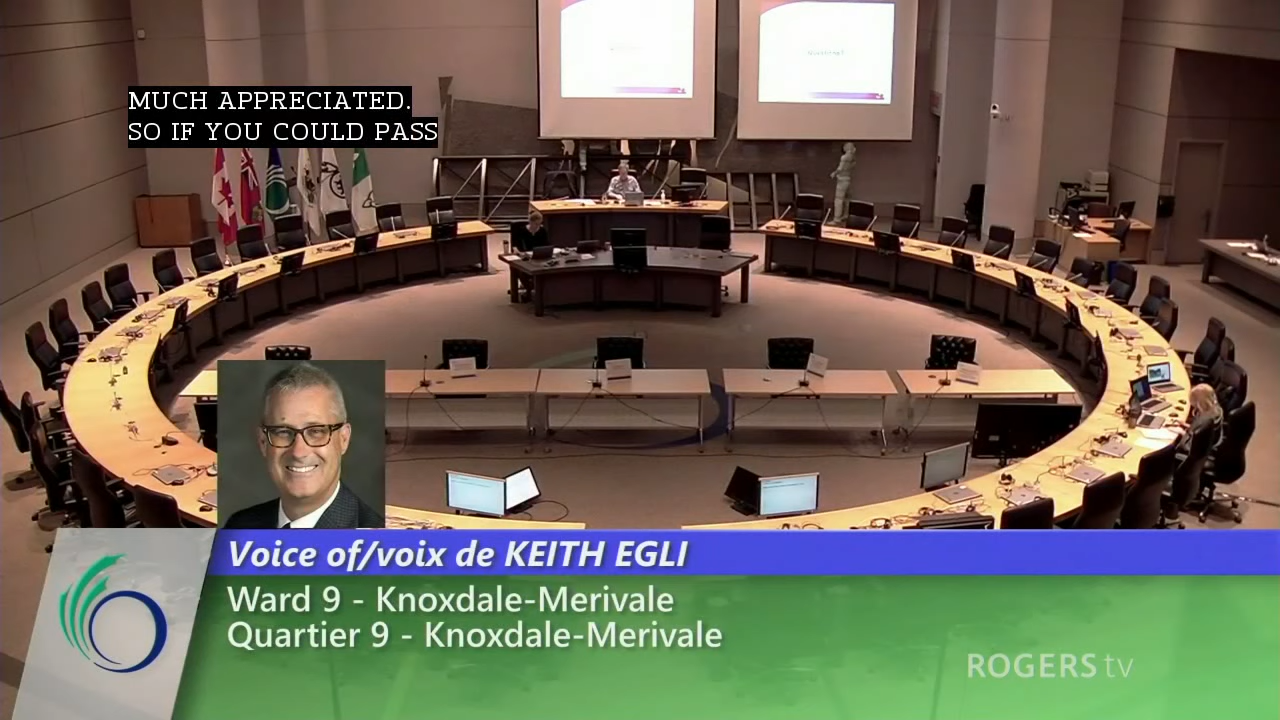 MUCH APPRECIATED.
SO IF YOU COULD PASS
Voice of/voix de KEITH EGLI
Ward 9 - Knoxdale-Merivale
Quartier 9 - Knoxdale-Merivale
ROGERS tv